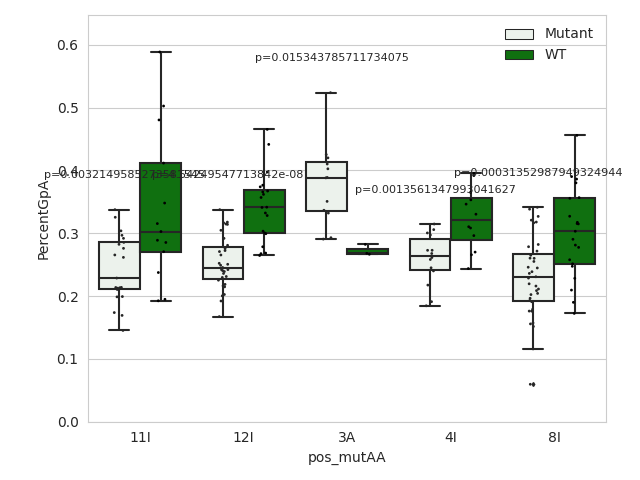 0.6
0.5
0.4
0.3
0.2
0.1
0.0
PercentGpA
Mutant
WT
p=0.015343785711734075
p=0.00031352987949324944
p=0.0013561347993041627
11I
12I
3A
4I
8I
pos_mutAA